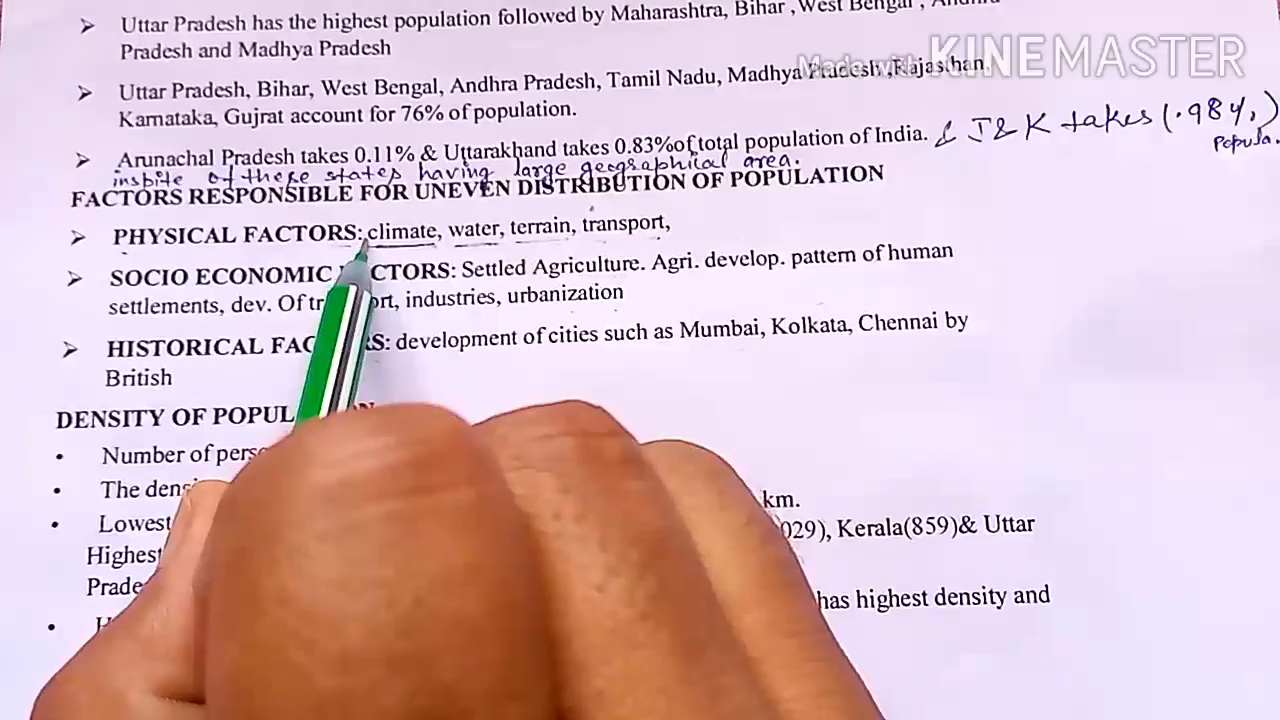 ➢ Uttar Pradesh has the highest population followed by Maharashtra, Bihar ,West Bengal ,
Pradesh and Madhya Pradesh
Made with KINEMASTER
➢ Uttar Pradesh, Bihar, West Bengal, Andhra Pradesh, Tamil Nadu, Madhya Pradesh ,Rajasthan,
Karnataka, Gujrat account for 76% of population.
➢ Arunachal Pradesh takes 0.11% & Uttarakhand takes 0.83%of total population of India. & J & K takes (.98%)
Popula.
inspite of these states having large geographical area.
FACTORS RESPONSIBLE FOR UNEVEN DISTRIBUTION OF POPULATION
➢ PHYSICAL FACTORS: climate, water, terrain, transport,
➢ SOCIO ECONOMIC CTORS: Settled Agriculture. Agri. develop. pattern of human
settlements, dev. Of ort, industries, urbanization
➢ HISTORICAL FAC S: development of cities such as Mumbai, Kolkata, Chennai by
British
DENSITY OF POPUL
• Number of pers
• The den km.
• Lowest 029), Kerala(859)& Uttar
Highest
Prade has highest density and
•